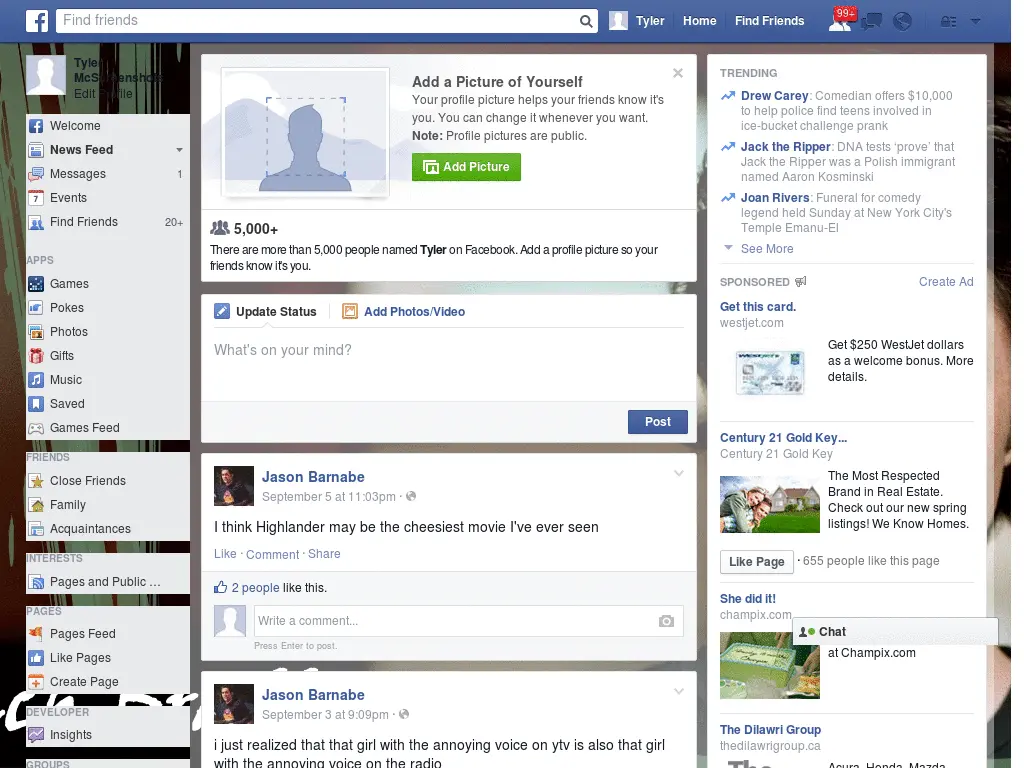 Find friends
Tyler
Home
Find Friends
99+
Tyler
Edit Profile
Welcome
News Feed
Messages 1
Events
Find Friends 20+
APPS
Games
Pokes
Photos
Gifts
Music
Saved
Games Feed
FRIENDS
Close Friends
Family
Acquaintances
INTERESTS
Pages and Public ...
PAGES
Pages Feed
Like Pages
Create Page
DEVELOPER
Insights
GROUPS
Add a Picture of Yourself
Your profile picture helps your friends know it's
you. You can change it whenever you want.
Note: Profile pictures are public.
Add Picture
5,000+
There are more than 5,000 people named Tyler on Facebook. Add a profile picture so your
friends know it's you.
Update Status
Add Photos/Video
What's on your mind?
Post
Jason Barnabe
September 5 at 11:03pm ·
I think Highlander may be the cheesiest movie I've ever seen
Like · Comment · Share
2 people like this.
Write a comment...
Press Enter to post.
Jason Barnabe
September 3 at 9:09pm ·
i just realized that that girl with the annoying voice on ytv is also that girl
with the annoying voice on the radio
TRENDING
Drew Carey: Comedian offers $10,000
to help police find teens involved in
ice-bucket challenge prank
Jack the Ripper: DNA tests ‘prove’ that
Jack the Ripper was a Polish immigrant
named Aaron Kosminski
Joan Rivers: Funeral for comedy
legend held Sunday at New York City's
Temple Emanu-El
See More
SPONSORED
Create Ad
Get this card.
westjet.com
Get $250 WestJet dollars
as a welcome bonus. More
details.
Century 21 Gold Key...
Century 21 Gold Key
The Most Respected
Brand in Real Estate.
Check out our new spring
listings! We Know Homes.
Like Page
· 655 people like this page
She did it!
champix.com
Chat
at Champix.com
The Dilawri Group
thedilawrigroup.ca
Acura, Honda, Mazda,